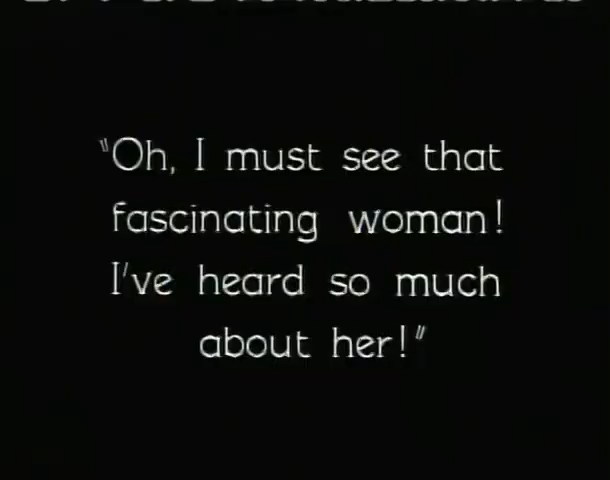 "Oh, I must see that
fascinating woman!
I've heard so much
about her!"